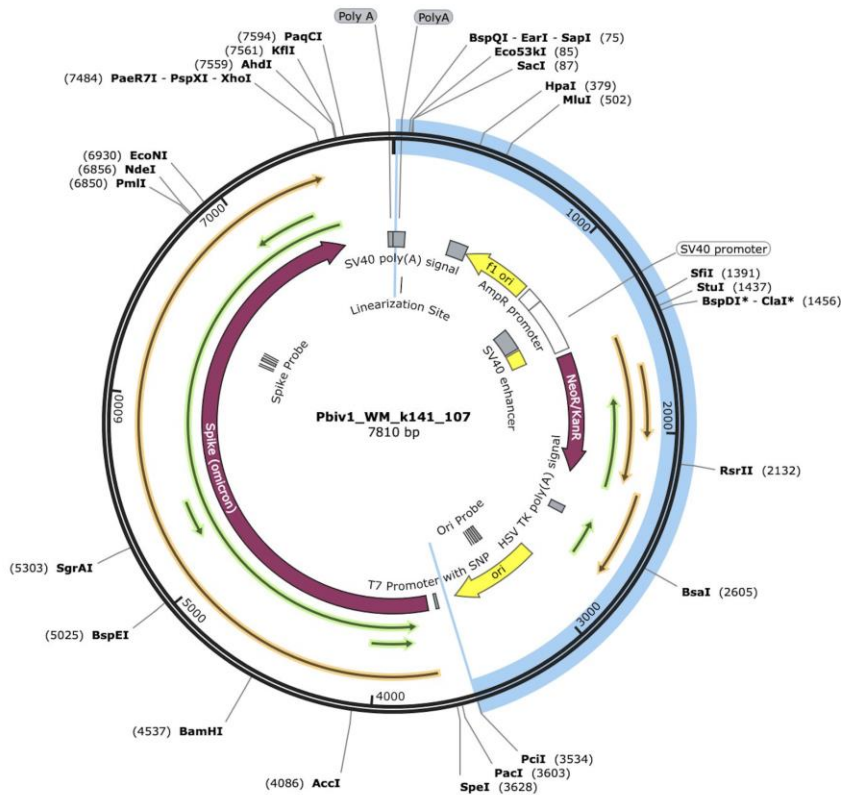 Poly A
PolyA
(7594) PaqCI
(7561) KflI
(7559) AhdI
(7484) PaeR7I - PspXI - XhoI
BspQI - EarI - SapI (75)
Eco53kI (85)
SacI (87)
HpaI (379)
MluI (502)
(6930) EcoNI
(6856) NdeI
(6850) PmlI
7000
1000
SV40 promoter
SfiI (1391)
StuI (1437)
BspDI* - ClaI* (1456)
SV40 poly(A) signal
f1 ori
AmpR promoter
Linearization Site
SV40 enhancer
NeoR/KanR
Spike Probe
6000
2000
Pbiv1_WM_k141_107
7810 bp
Spike (omicron)
RsrII (2132)
HSV TK poly(A) signal
Ori Probe
ori
T7 Promoter with SNP
(5303) SgrAI
BsaI (2605)
5000
3000
(5025) BspEI
4000
(4537) BamHI
(4086) AccI
PciI (3534)
PacI (3603)
SpeI (3628)